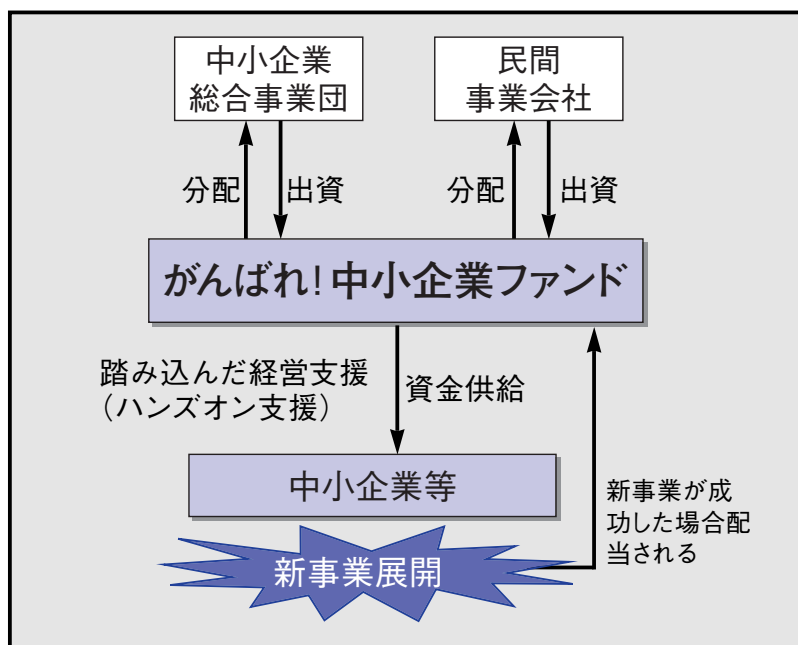 中小企業
総合事業団
民間
事業会社
分配
出資
分配
出資
がんばれ!中小企業ファンド
踏み込んだ経営支援
(ハンズオン支援)
資金供給
中小企業等
新事業が成
功した場合配
当される
新事業展開